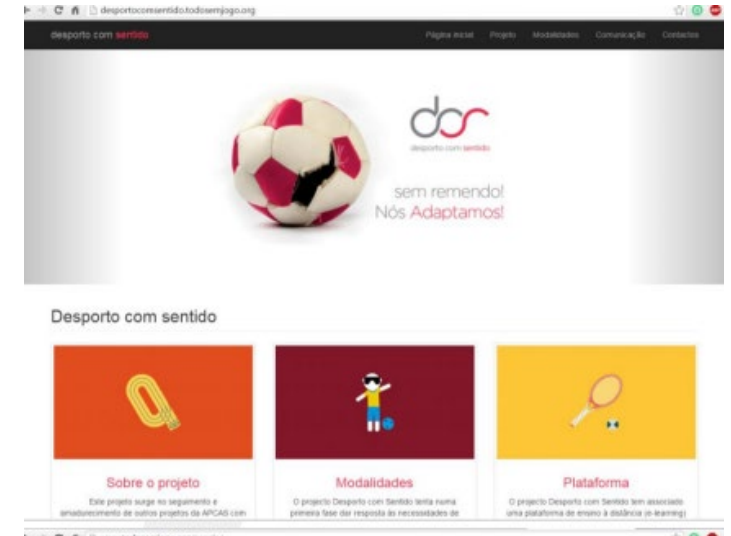 desportocomsentido.todosemjogo.org
desporto com sentido
Página inicial Projeto Modalidades Comunicação Contactos
dcs
desporto com sentido
sem remendo!
Nós Adaptamos!
Desporto com sentido
Sobre o projeto
Este projeto surge no seguimento e
amadurecimento de outros projetos da APCAS com
Modalidades
O projecto Desporto com Sentido tenta numa
primeira fase dar resposta às necessidades de
Plataforma
O projecto Desporto com Sentido tem associado
uma plataforma de ensino à distância (e-learning)